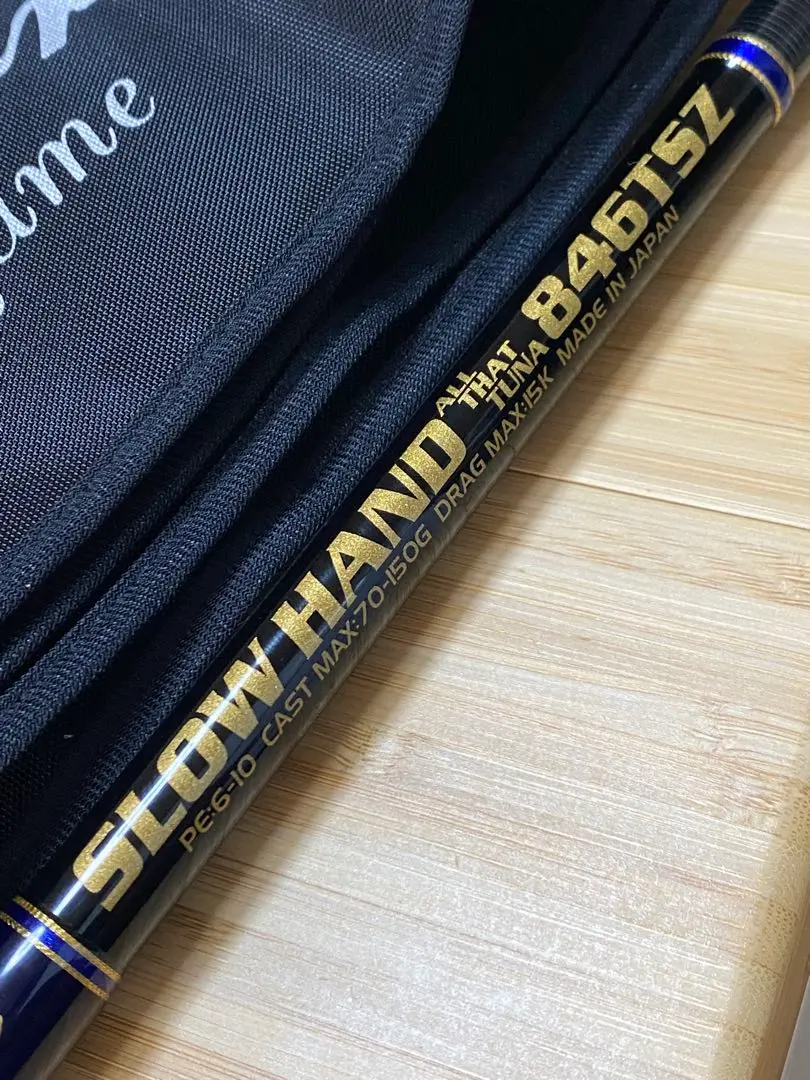 SLOW HAND ALL THAT TUNA 846TSZ
PE:6-10 CAST MAX:70-150G DRAG MAX:15K MADE IN JAPAN